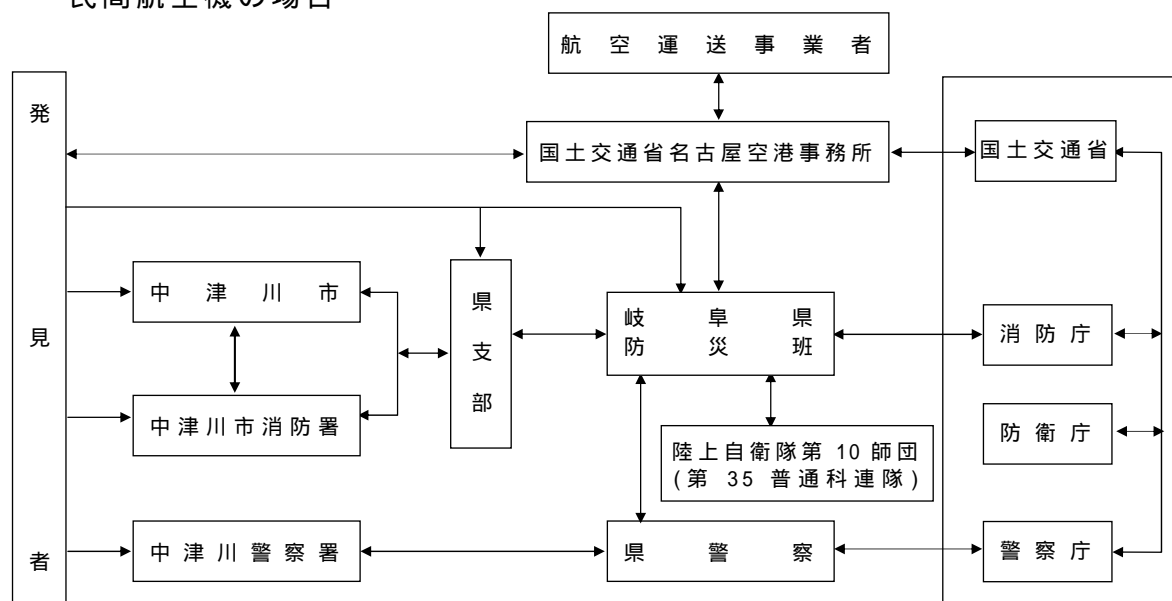 民間航空機の場合
航空運送事業者
発見者
国土交通省名古屋空港事務所
国土交通省
中津川市
県支部
岐阜県
防災班
消防庁
中津川市消防署
防衛庁
陸上自衛隊第10師団
(第35普通科連隊)
中津川警察署
県警察
警察庁